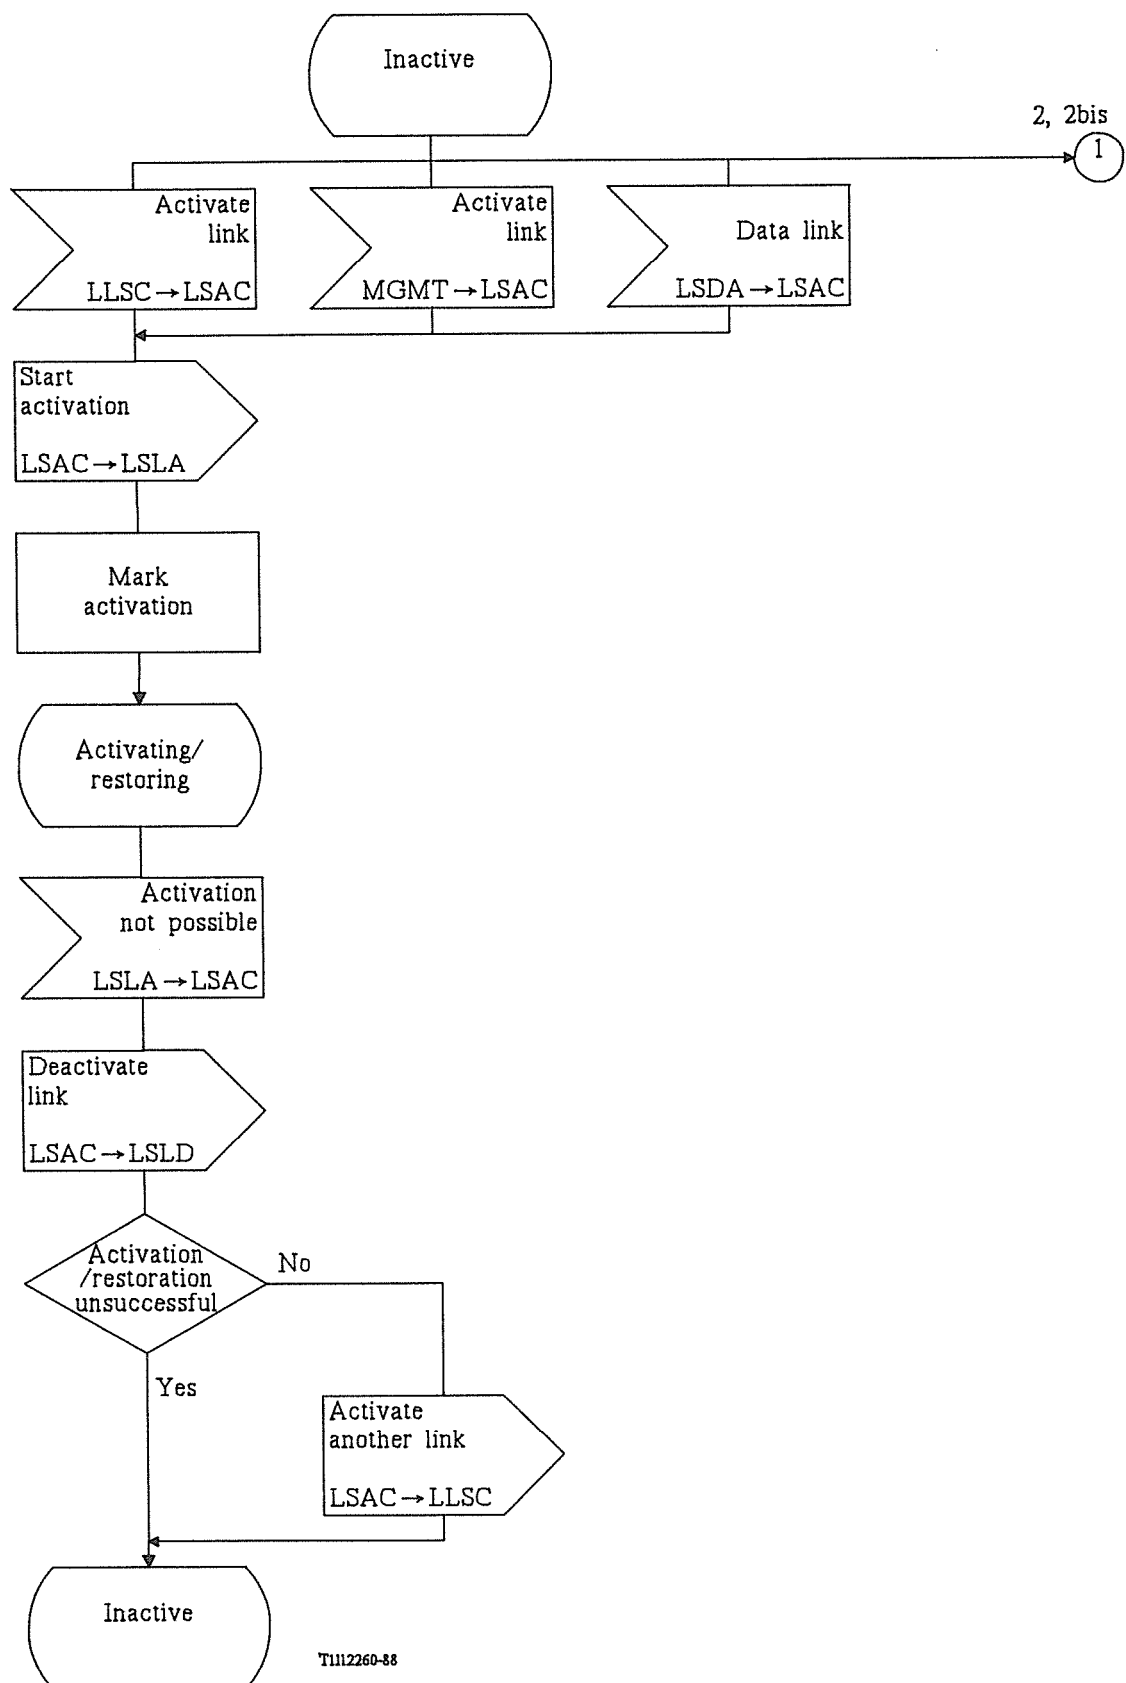 Inactive
2, 2bis
1
Activate
link
LLSC→LSAC
Activate
link
MGMT→LSAC
Data link
LSDA→LSAC
Start
activation
LSAC→LSLA
Mark
activation
Activating/
restoring
Activation
not possible
LSLA→LSAC
Deactivate
link
LSAC→LSLD
Activation
/restoration
unsuccessful
No
Yes
Activate
another link
LSAC→LLSC
Inactive
T1112260-88